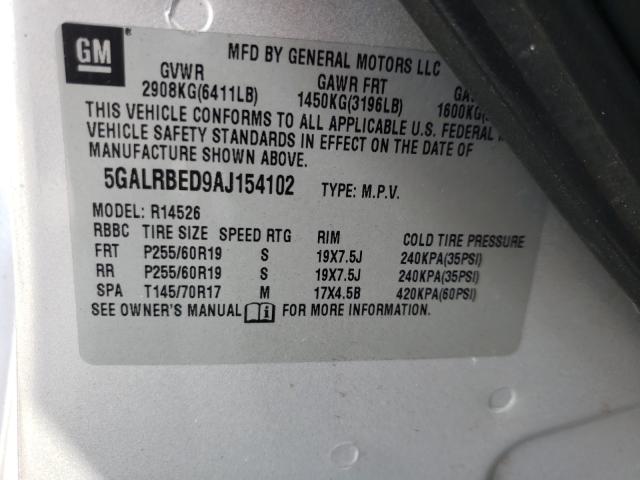 GM
MFD BY GENERAL MOTORS LLC
GVWR GAWR FRT
2908KG(6411LB) 1450KG(3196LB) 1600KG(
THIS VEHICLE CONFORMS TO ALL APPLICABLE U.S. FEDERAL
VEHICLE SAFETY STANDARDS IN EFFECT ON THE DATE OF
MANUFACTURE SHOWN ABOVE.
5GALRBED9AJ154102 TYPE: M.P.V.
MODEL: R14526
RBBC TIRE SIZE SPEED RTG RIM COLD TIRE PRESSURE
FRT P255/60R19 S 19X7.5J 240KPA(35PSI)
RR P255/60R19 S 19X7.5J 240KPA(35PSI)
SPA T145/70R17 M 17X4.5B 420KPA(60PSI)
SEE OWNER'S MANUAL FOR MORE INFORMATION.